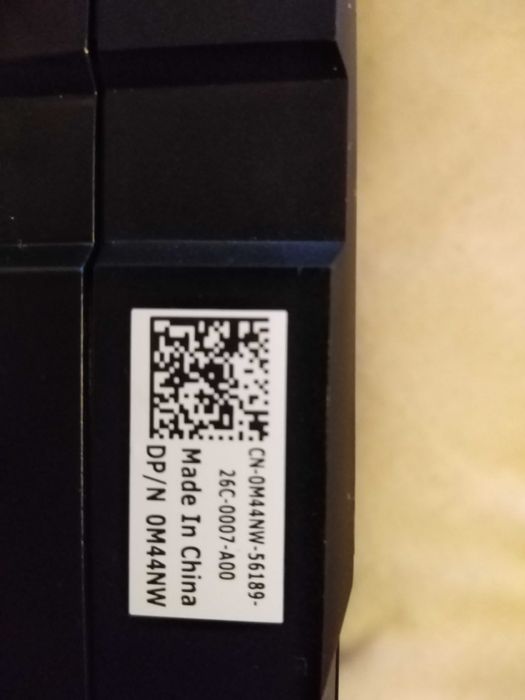 CN-0M44NW-56189-
26C-0007-A00
Made In China
DP/N 0M44NW